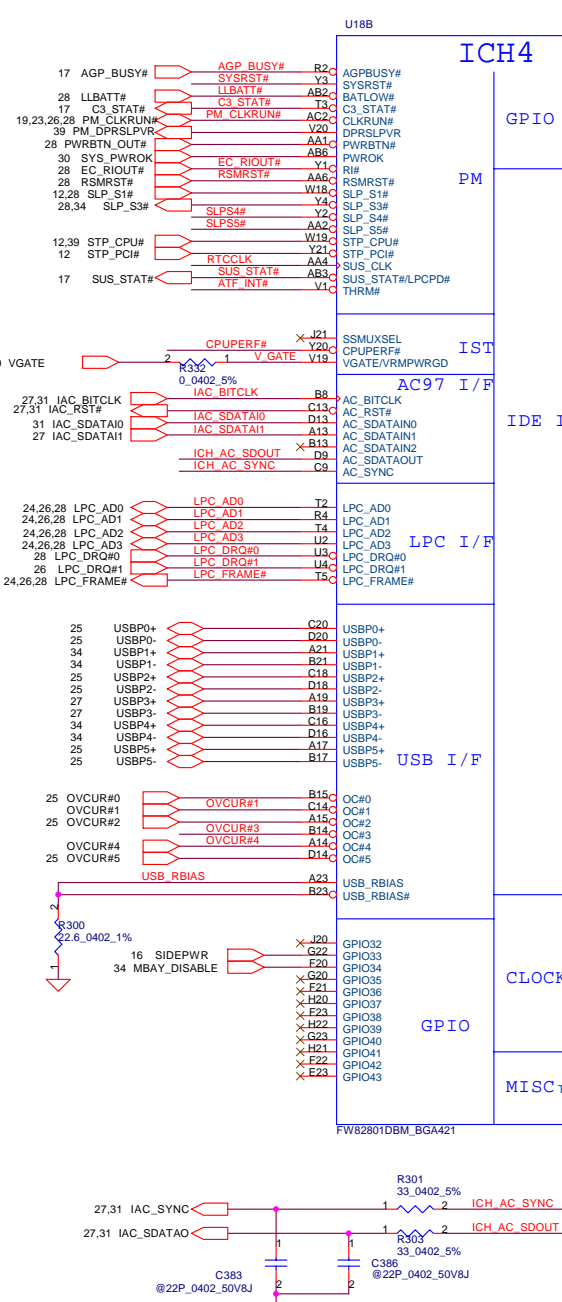 U18B
ICH4
17 AGP_BUSY# AGP_BUSY# R2 AGPBUSY#
SYSRST# Y3 SYSRST#
28 LLBATT# LLBATT# AB2 BATLOW#
17 C3_STAT# C3_STAT# T3 C3_STAT#
19,23,26,28 PM_CLKRUN# PM_CLKRUN# AC2 CLKRUN#
GPIO
39 PM_DPRSLPVR V20 DPRSLPVR
28 PWRBTN_OUT# AA1 PWRBTN#
30 SYS_PWROK AB6 PWROK
28 EC_RIOUT# EC_RIOUT# Y1 RI#
28 RSMRST# RSMRST# AA6 RSMRST#
PM
12,28 SLP_S1# W18 SLP_S1#
28,34 SLP_S3# Y4 SLP_S3#
SLPS4# Y2 SLP_S4#
SLPS5# AA2 SLP_S5#
12,39 STP_CPU# W19 STP_CPU#
12 STP_PCI# Y21 STP_PCI#
RTCCLK AA4 SUS_CLK
17 SUS_STAT# SUS_STAT# AB3 SUS_STAT#/LPCPD#
ATF_INT# V1 THRM#
J21 SSMUXSEL
CPUPERF# Y20 CPUPERF#
IST
VGATE 2 1 V_GATE V19 VGATE/VRMPWRGD
R332
0_0402_5%
AC97 I/F
27,31 IAC_BITCLK IAC_BITCLK B8 AC_BITCLK
27,31 IAC_RST# C13 AC_RST#
31 IAC_SDATAI0 IAC_SDATAI0 D13 AC_SDATAIN0
IDE I
27 IAC_SDATAI1 IAC_SDATAI1 A13 AC_SDATAIN1
B13 AC_SDATAIN2
ICH_AC_SDOUT D9 AC_SDATAOUT
ICH_AC_SYNC C9 AC_SYNC
24,26,28 LPC_AD0 LPC_AD0 T2 LPC_AD0
24,26,28 LPC_AD1 LPC_AD1 R4 LPC_AD1
24,26,28 LPC_AD2 LPC_AD2 T4 LPC_AD2
24,26,28 LPC_AD3 LPC_AD3 U2 LPC_AD3
LPC I/F
28 LPC_DRQ#0 LPC_DRQ#0 U3 LPC_DRQ#0
26 LPC_DRQ#1 LPC_DRQ#1 U4 LPC_DRQ#1
24,26,28 LPC_FRAME# LPC_FRAME# T5 LPC_FRAME#
25 USBP0+ C20 USBP0+
25 USBP0- D20 USBP0-
34 USBP1+ A21 USBP1+
34 USBP1- B21 USBP1-
25 USBP2+ C18 USBP2+
25 USBP2- D18 USBP2-
27 USBP3+ A19 USBP3+
27 USBP3- B19 USBP3-
34 USBP4+ C16 USBP4+
34 USBP4- D16 USBP4-
25 USBP5+ A17 USBP5+
25 USBP5- B17 USBP5-
USB I/F
25 OVCUR#0 B15 OC#0
OVCUR#1 OVCUR#1 C14 OC#1
25 OVCUR#2 A15 OC#2
OVCUR#3 B14 OC#3
OVCUR#4 OVCUR#4 A14 OC#4
25 OVCUR#5 D14 OC#5
USB_RBIAS A23 USB_RBIAS
B23 USB_RBIAS#
2
R300
22.6_0402_1%
1
J20 GPIO32
16 SIDEPWR G22 GPIO33
34 MBAY_DISABLE F20 GPIO34
G20 GPIO35
CLOCK
F21 GPIO36
H20 GPIO37
F23 GPIO38
H22 GPIO39
GPIO
G23 GPIO40
H21 GPIO41
F22 GPIO42
E23 GPIO43
MISC
FW82801DBM_BGA421
R301
33_0402_5%
27,31 IAC_SYNC 1 2 ICH_AC_SYNC
27,31 IAC_SDATAO 1 2 ICH_AC_SDOUT
R303
33_0402_5%
1 1
C383
@22P_0402_50V8J
C386
@22P_0402_50V8J
2 2